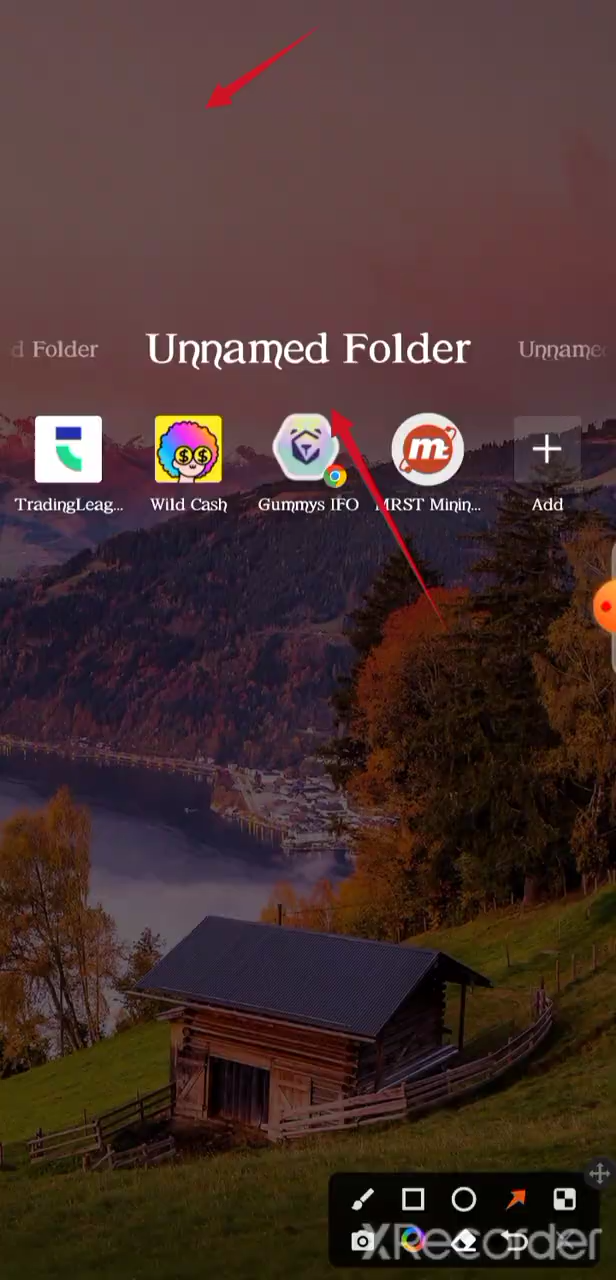 d Folder
Unnamed Folder
Unname
TradingLeag...
Wild Cash
Gummys IFO
MRST Minin...
Add
XRecorder